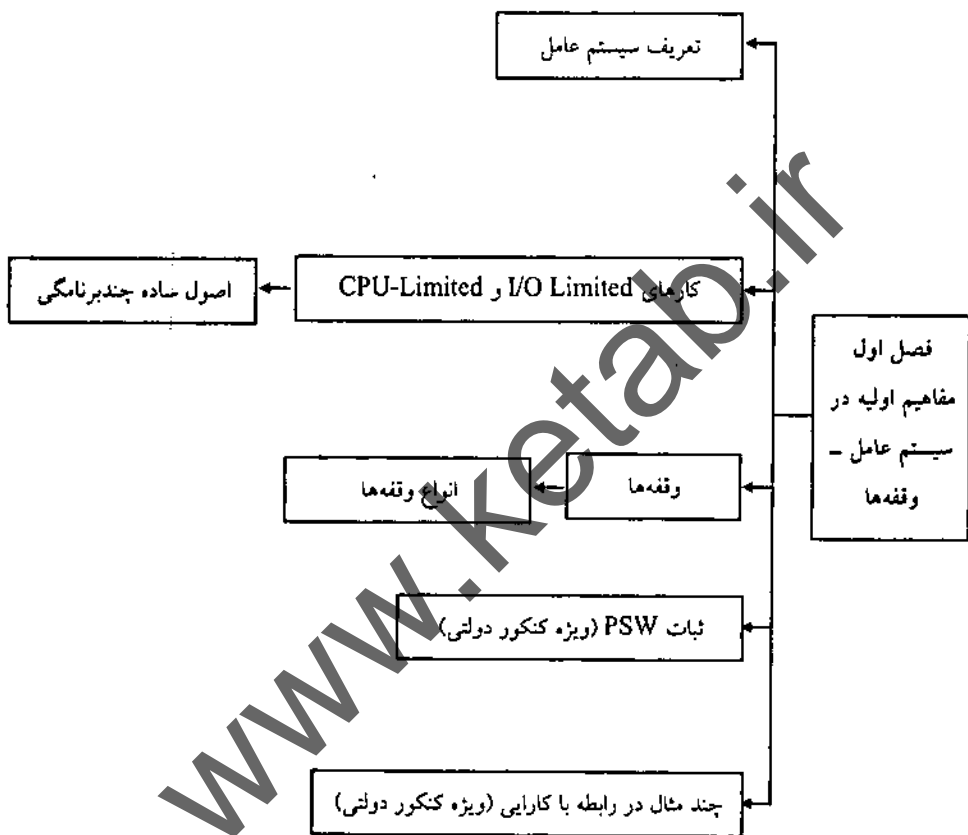 تعریف سیستم عامل
کارهای I/O Limited و CPU-Limited
اصول ساده چندبرنامگی
فصل اول
مفاهیم اولیه در
سیستم عامل –
وقفه‌ها
وقفه‌ها
انواع وقفه‌ها
ثبات PSW (ویژه کنکور دولتی)
چند مثال در رابطه با کارایی (ویژه کنکور دولتی)
www.ketab.ir